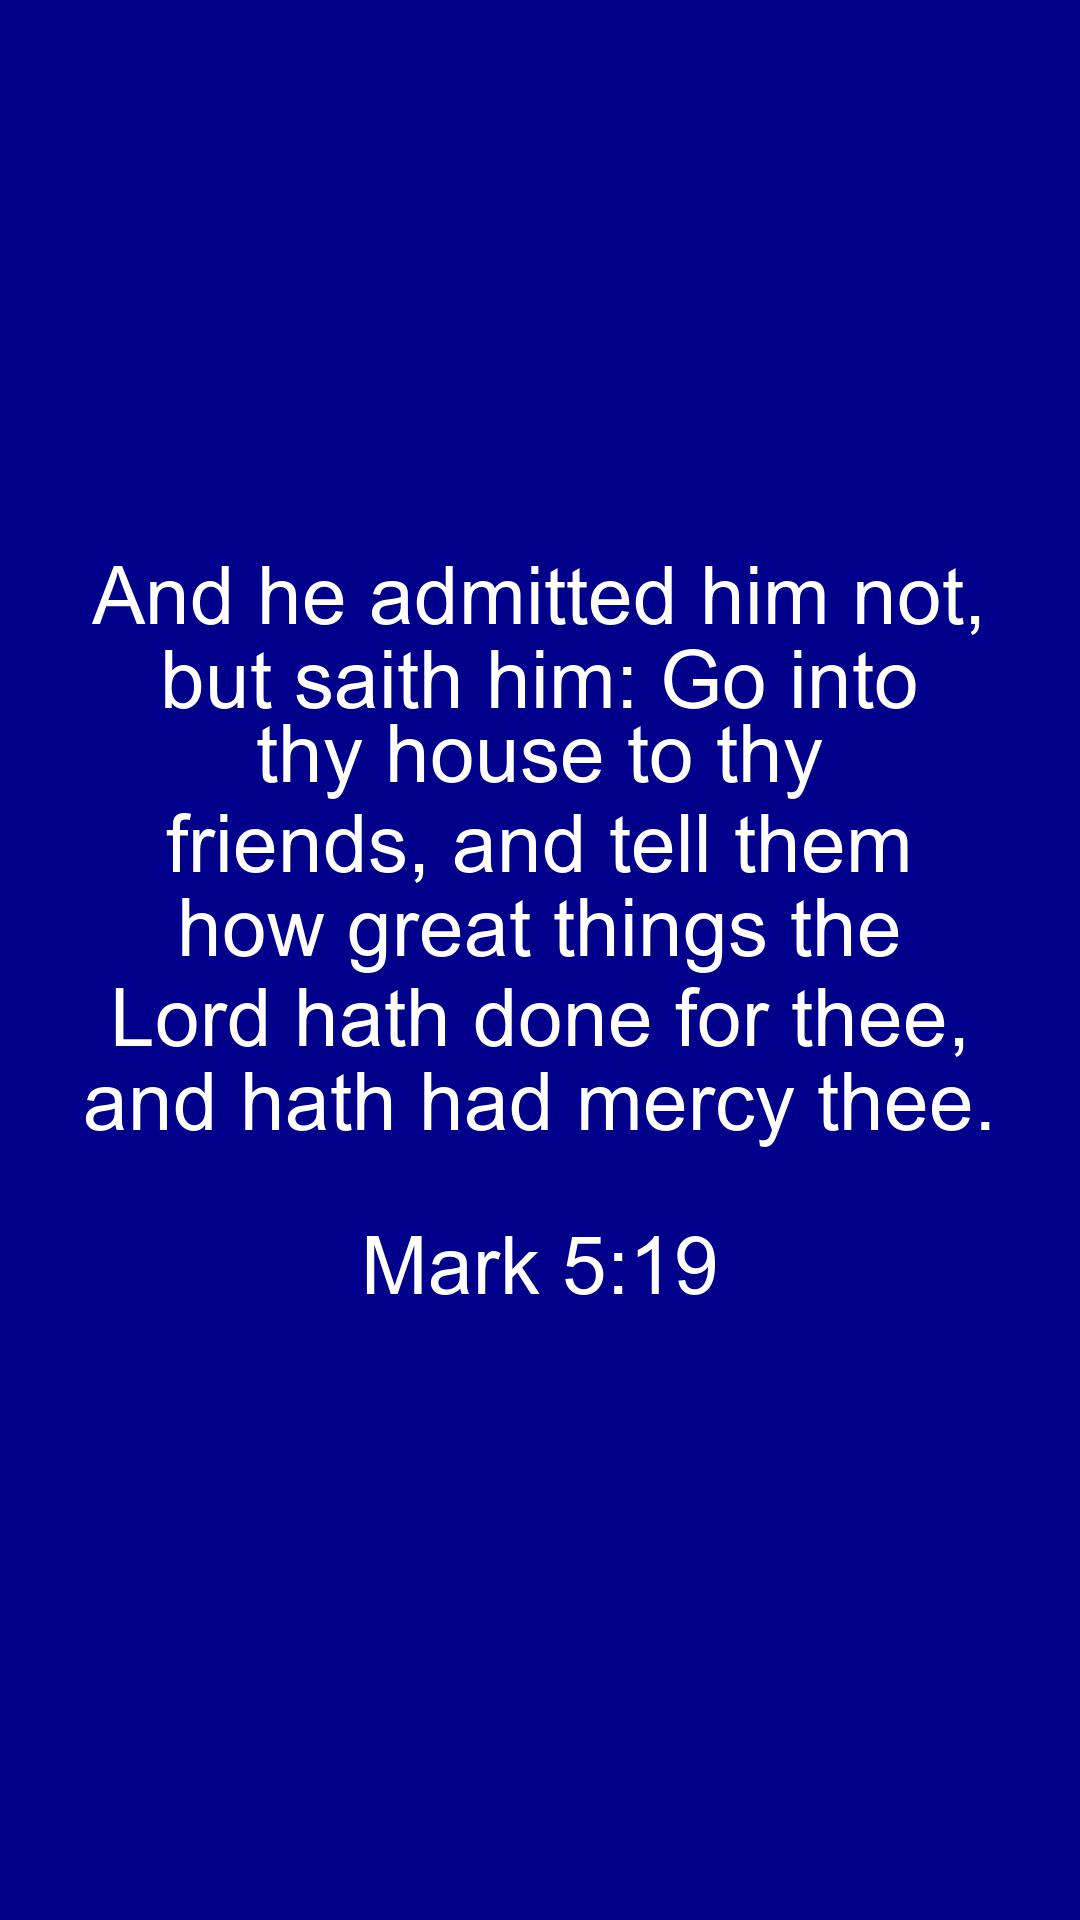 And he admitted him not,
but saith him: Go into
thy house to thy
friends, and tell them
how great things the
Lord hath done for thee,
and hath had mercy thee.
Mark 5:19